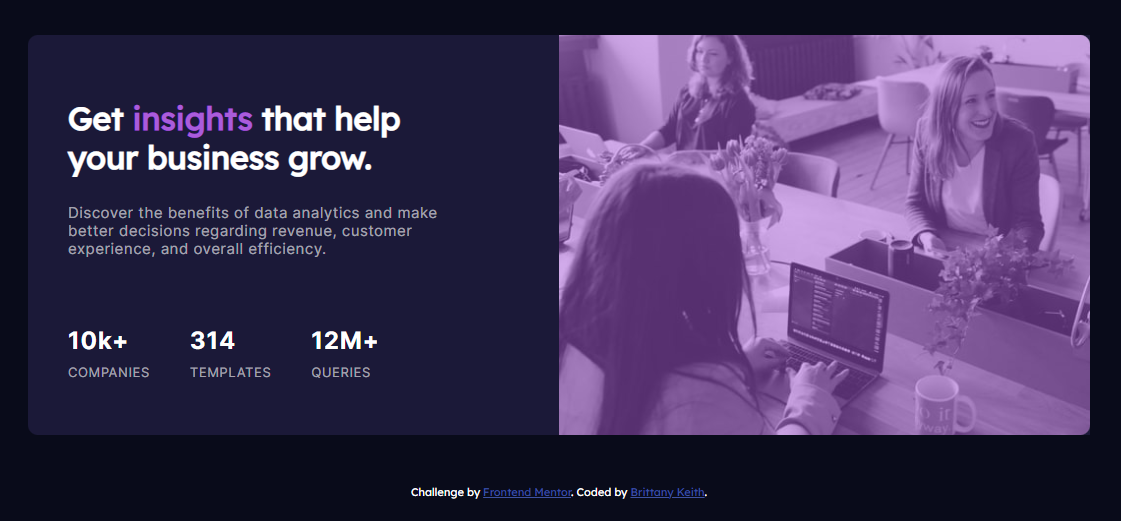 Get insights that help
your business grow.
Discover the benefits of data analytics and make
better decisions regarding revenue, customer
experience, and overall efficiency.
10k+ 314 12M+
COMPANIES TEMPLATES QUERIES
Challenge by Frontend Mentor. Coded by Brittany Keith.